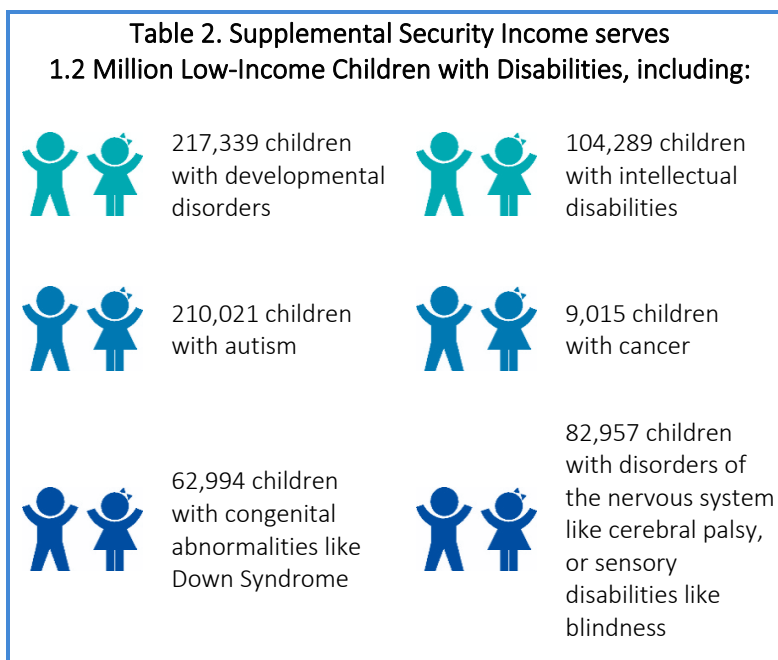 Table 2. Supplemental Security Income serves
1.2 Million Low-Income Children with Disabilities, including:
217,339 children
with developmental
disorders
104,289 children
with intellectual
disabilities
210,021 children
with autism
9,015 children
with cancer
62,994 children
with congenital
abnormalities like
Down Syndrome
82,957 children
with disorders of
the nervous system
like cerebral palsy,
or sensory
disabilities like
blindness